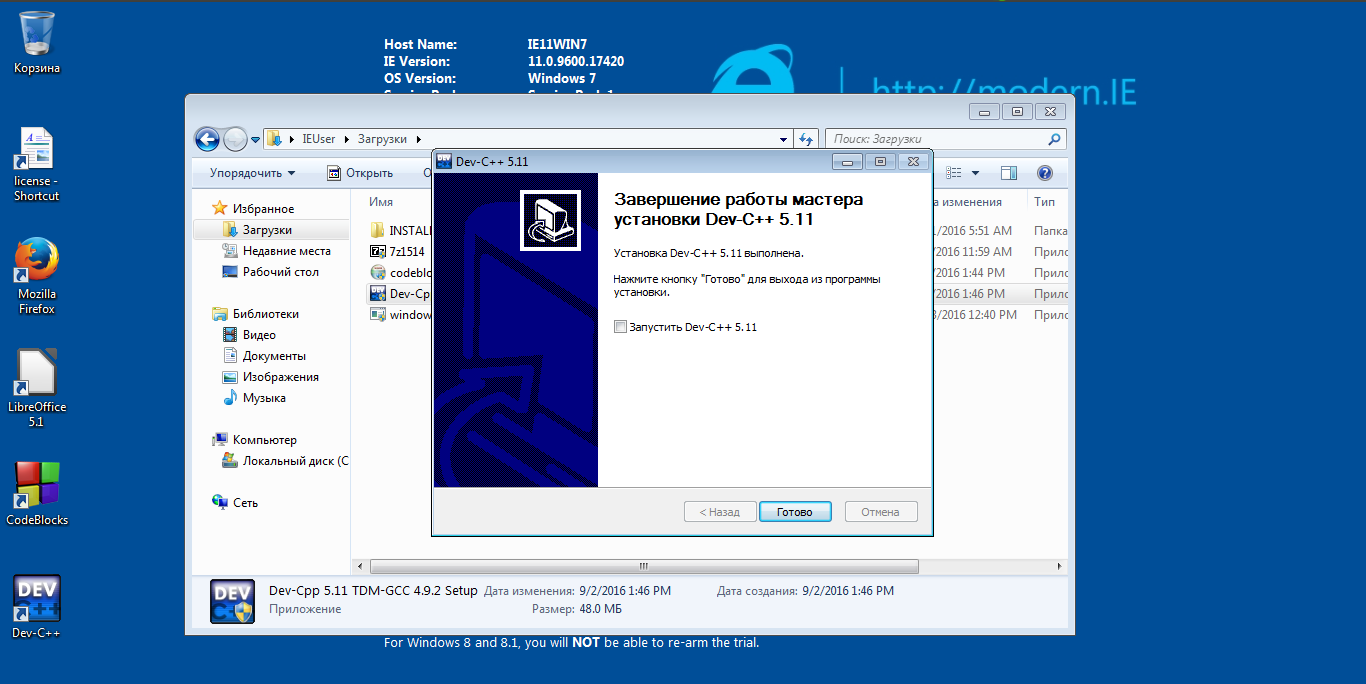 Корзина
license -
Shortcut
Mozilla
Firefox
LibreOffice
5.1
CodeBlocks
DEV
Dev-C++
Host Name: IE11WIN7
IE Version: 11.0.9600.17420
OS Version: Windows 7
http://modern.IE
IEUser Загрузки
Поиск: Загрузки
Упорядочить Открыть
Избранное
Загрузки
Недавние места
Рабочий стол
Библиотеки
Видео
Документы
Изображения
Музыка
Компьютер
Локальный диск (C
Сеть
Имя а изменения Тип
INSTALL /2016 5:51 AM Папка
7z1514 /2016 11:59 AM Прило
codeblo /2016 1:44 PM Прило
Dev-Cp /2016 1:46 PM Прило
window /2016 12:40 PM Прило
Dev-C++ 5.11
Завершение работы мастера
установки Dev-C++ 5.11
Установка Dev-C++ 5.11 выполнена.
Нажмите кнопку "Готово" для выхода из программы
установки.
Запустить Dev-C++ 5.11
< Назад Готово Отмена
DEV
Dev-Cpp 5.11 TDM-GCC 4.9.2 Setup Дата изменения: 9/2/2016 1:46 PM Дата создания: 9/2/2016 1:46 PM
Приложение Размер: 48.0 МБ
For Windows 8 and 8.1, you will NOT be able to re-arm the trial.